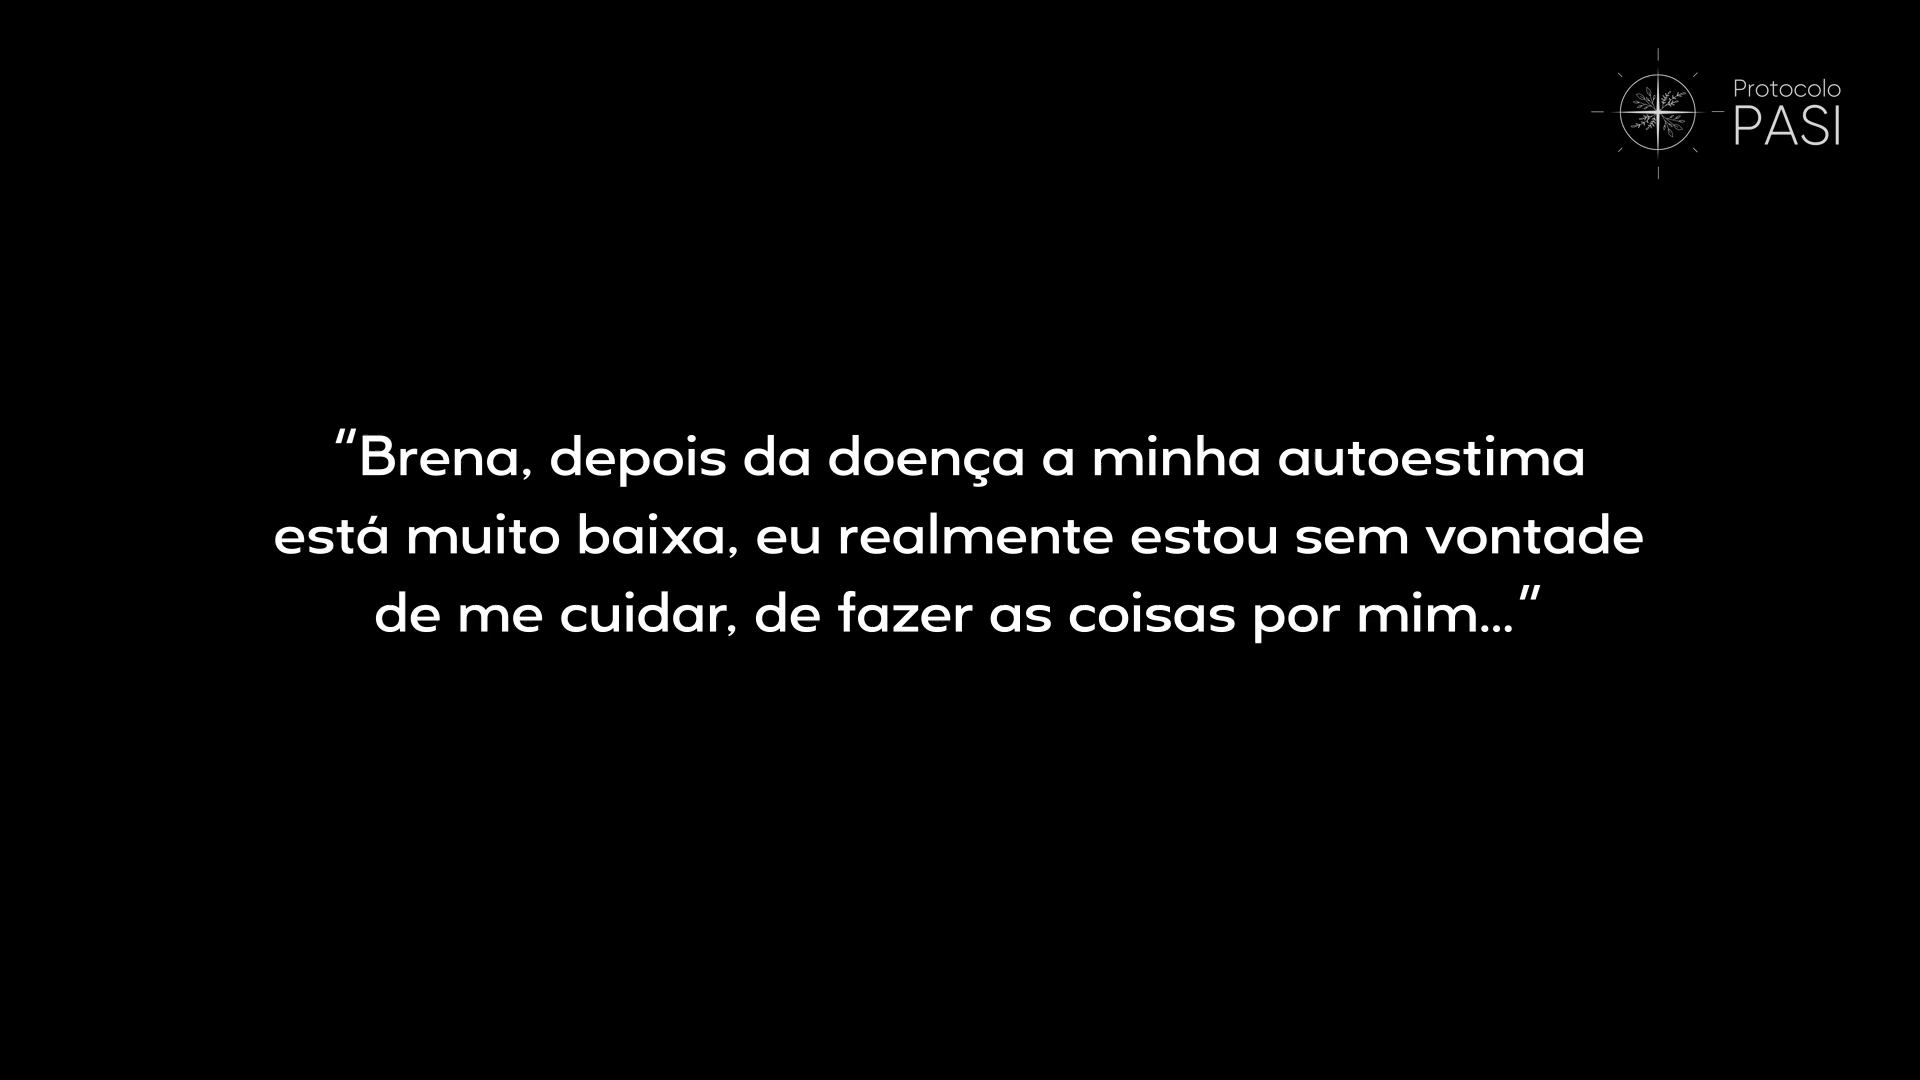 Protocolo
PASI
“Brena, depois da doença a minha autoestima
está muito baixa, eu realmente estou sem vontade
de me cuidar, de fazer as coisas por mim...”